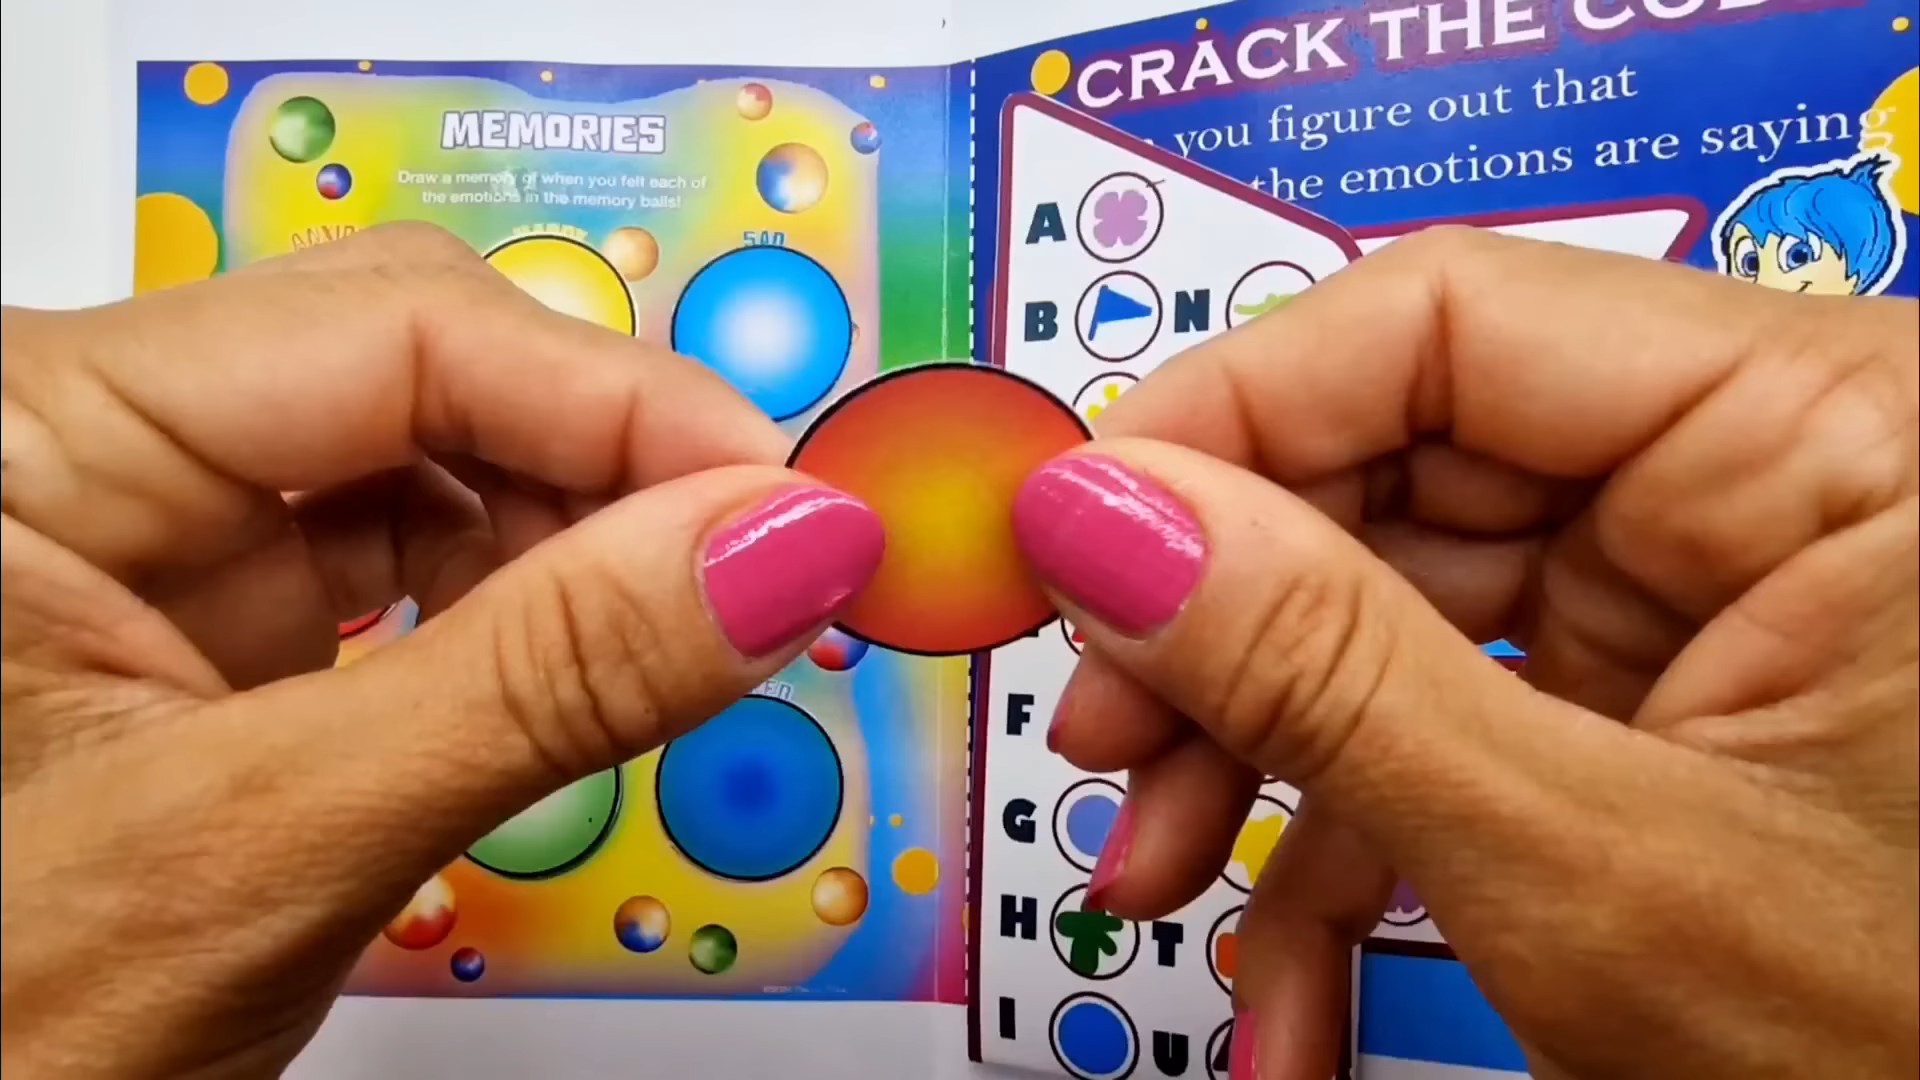 MEMORIES
Draw a memory of when you felt each of
the emotions in the memory balls!
SAD
CRACK THE
you figure out that
the emotions are saying
A
B N
F
G
H T
I U